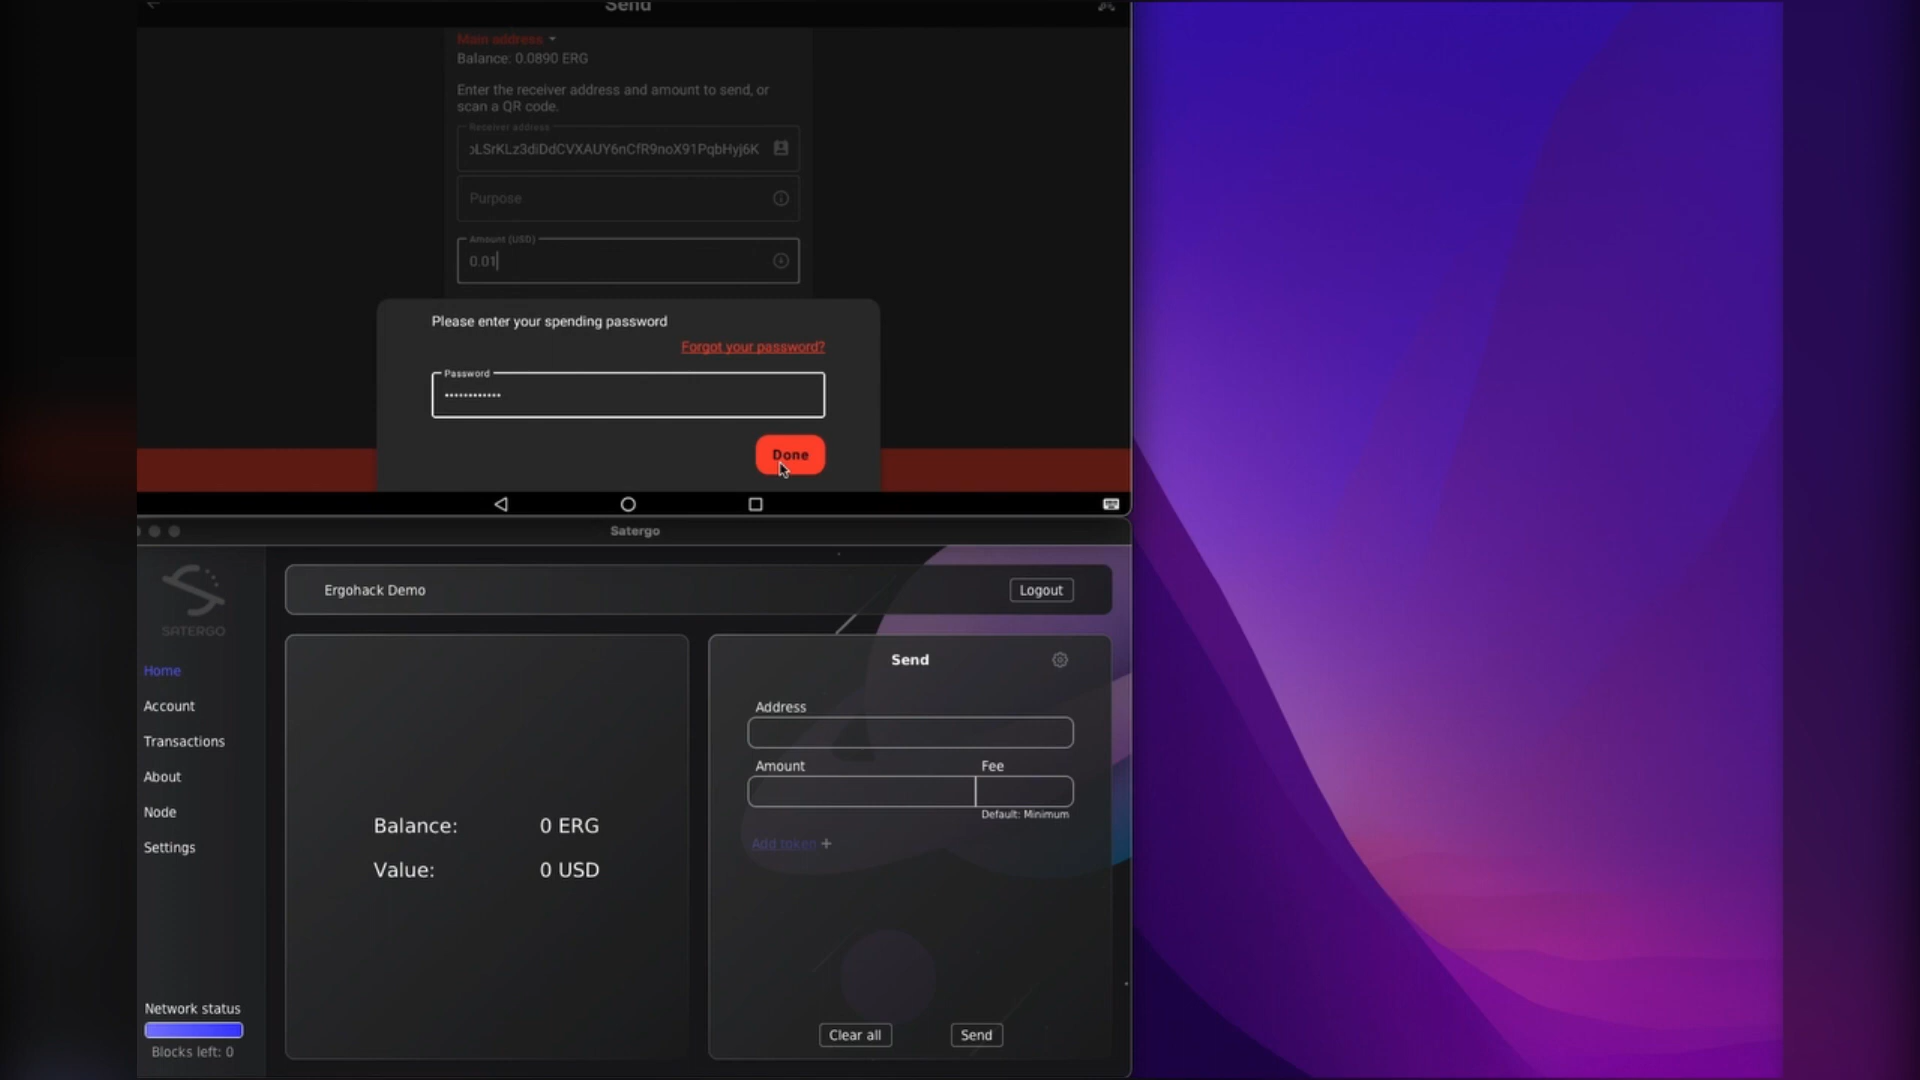 Send
Main address
Balance: 0.0890 ERG
Enter the receiver address and amount to send, or
scan a QR code.
Receiver address
LSrKLz3diDdCVXAUY6nCfR9noX91PqbHyj6K
Purpose
Amount (USD)
0.01
Please enter your spending password
Forgot your password?
Password
Done
Satergo
SATERGO
Ergohack Demo
Logout
Home
Account
Transactions
About
Node
Settings
Balance: 0 ERG
Value: 0 USD
Send
Address
Amount Fee
Default: Minimum
Add token +
Clear all Send
Network status
Blocks left: 0